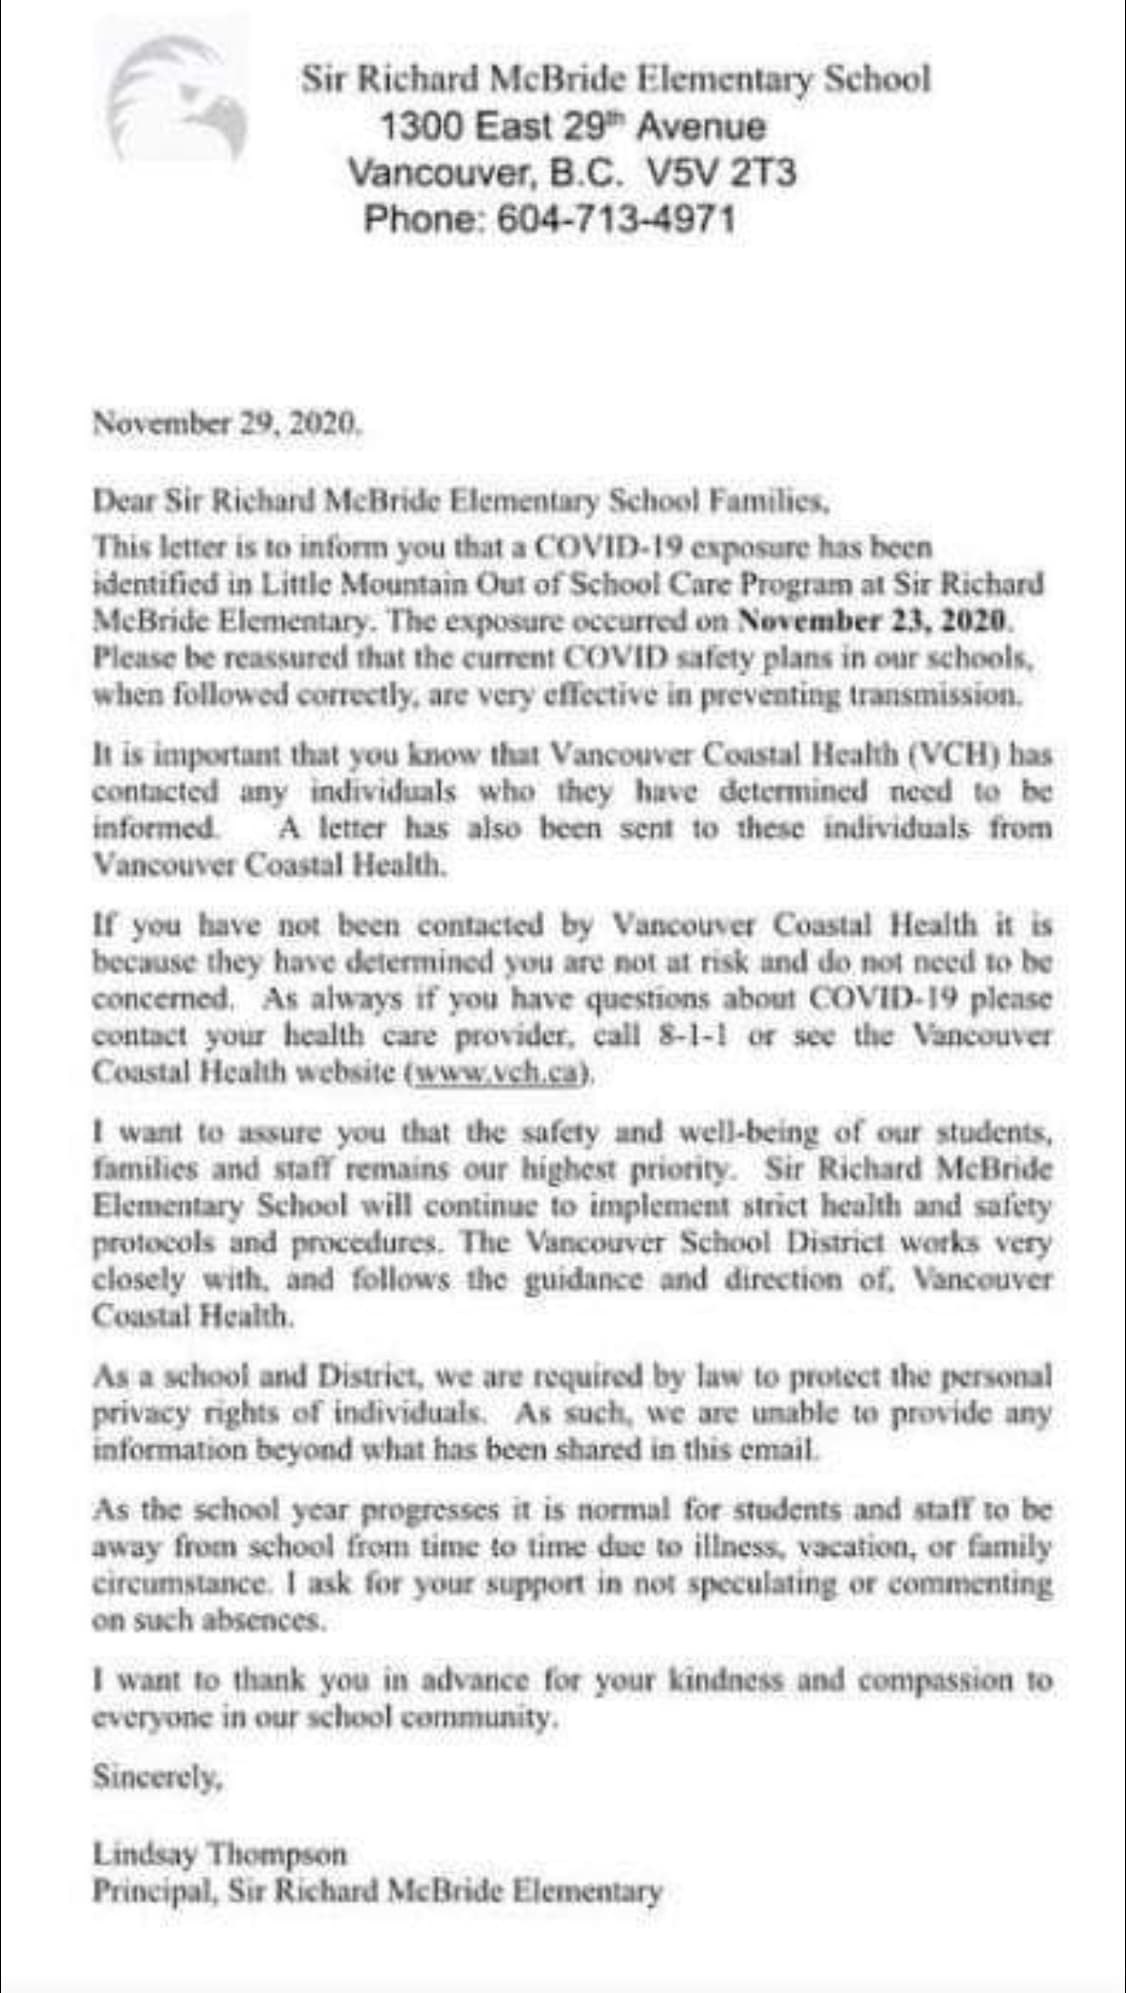 Sir Richard McBride Elementary School
1300 East 29th Avenue
Vancouver, B.C. V5V 2T3
Phone: 604-713-4971
November 29, 2020.
Dear Sir Richard McBride Elementary School Families,
This letter is to inform you that a COVID-19 exposure has been
identified in Little Mountain Out of School Care Program at Sir Richard
McBride Elementary. The exposure occurred on November 23, 2020.
Please be reassured that the current COVID safety plans in our schools,
when followed correctly, are very effective in preventing transmission.
It is important that you know that Vancouver Coastal Health (VCH) has
contacted any individuals who they have determined need to be
informed. A letter has also been sent to these individuals from
Vancouver Coastal Health.
If you have not been contacted by Vancouver Coastal Health it is
because they have determined you are not at risk and do not need to be
concerned. As always if you have questions about COVID-19 please
contact your health care provider, call 8-1-1 or see the Vancouver
Coastal Health website (www.vch.ca).
I want to assure you that the safety and well-being of our students,
families and staff remains our highest priority. Sir Richard McBride
Elementary School will continue to implement strict health and safety
protocols and procedures. The Vancouver School District works very
closely with, and follows the guidance and direction of, Vancouver
Coastal Health.
As a school and District, we are required by law to protect the personal
privacy rights of individuals. As such, we are unable to provide any
information beyond what has been shared in this email.
As the school year progresses it is normal for students and staff to be
away from school from time to time due to illness, vacation, or family
circumstance. I ask for your support in not speculating or commenting
on such absences.
I want to thank you in advance for your kindness and compassion to
everyone in our school community.
Sincerely,
Lindsay Thompson
Principal, Sir Richard McBride Elementary